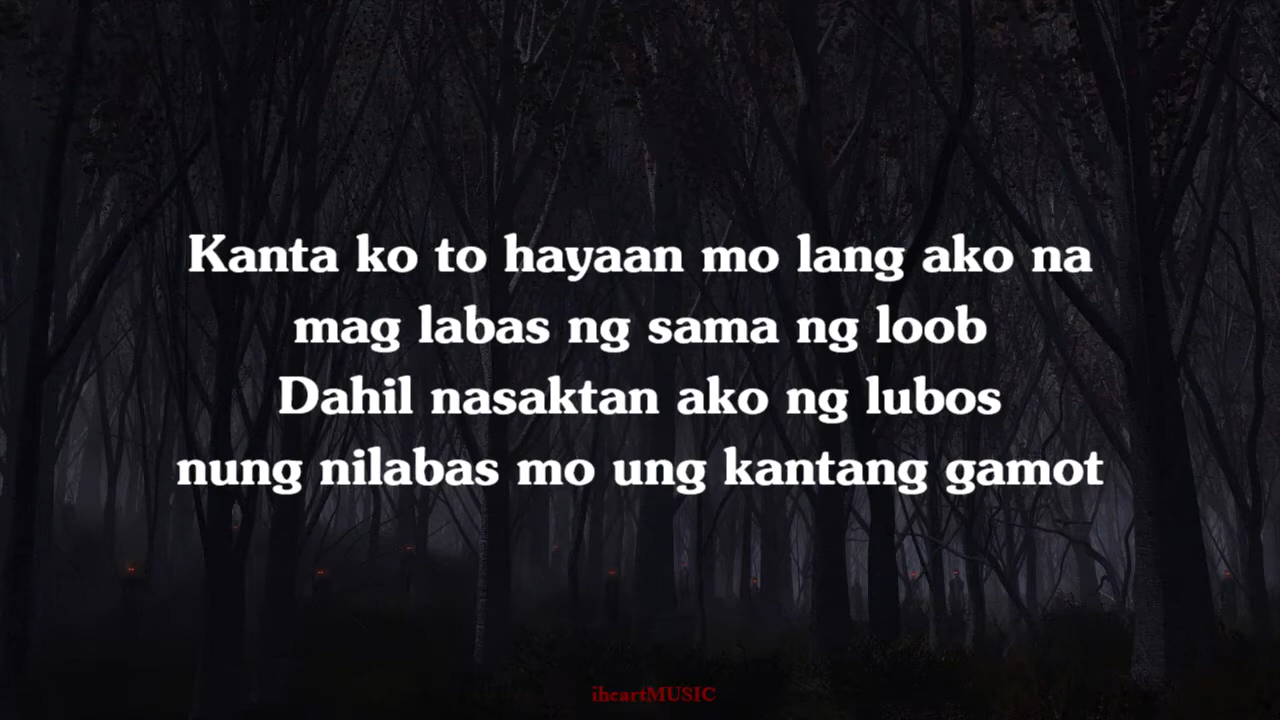 Kanta ko to hayaan mo lang ako na
mag labas ng sama ng loob
Dahil nasaktan ako ng lubos
nung nilabas mo ung kantang gamot
iheartMUSIC